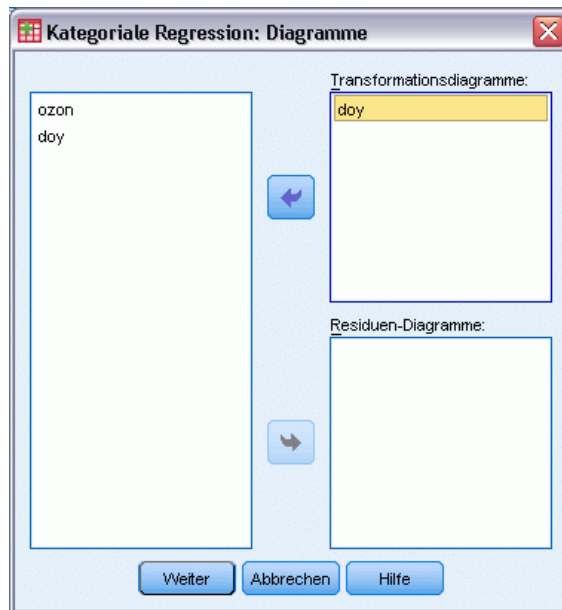 Kategoriale Regression: Diagramme
ozon
doy
Transformationsdiagramme:
doy
Residuen-Diagramme:
Weiter
Abbrechen
Hilfe